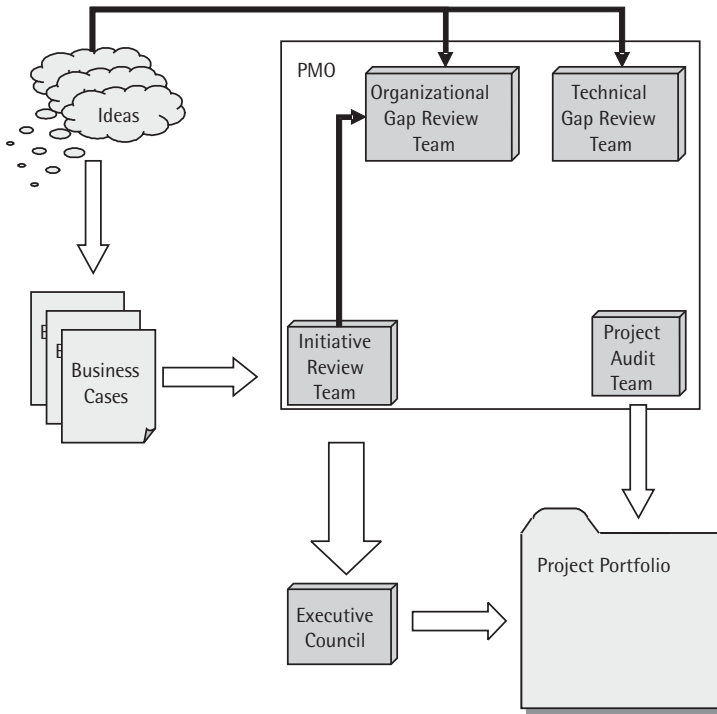 PMO
Organizational
Gap Review
Team
Technical
Gap Review
Team
Ideas
Initiative
Review
Team
Project
Audit
Team
Business
Cases
Project Portfolio
Executive
Council